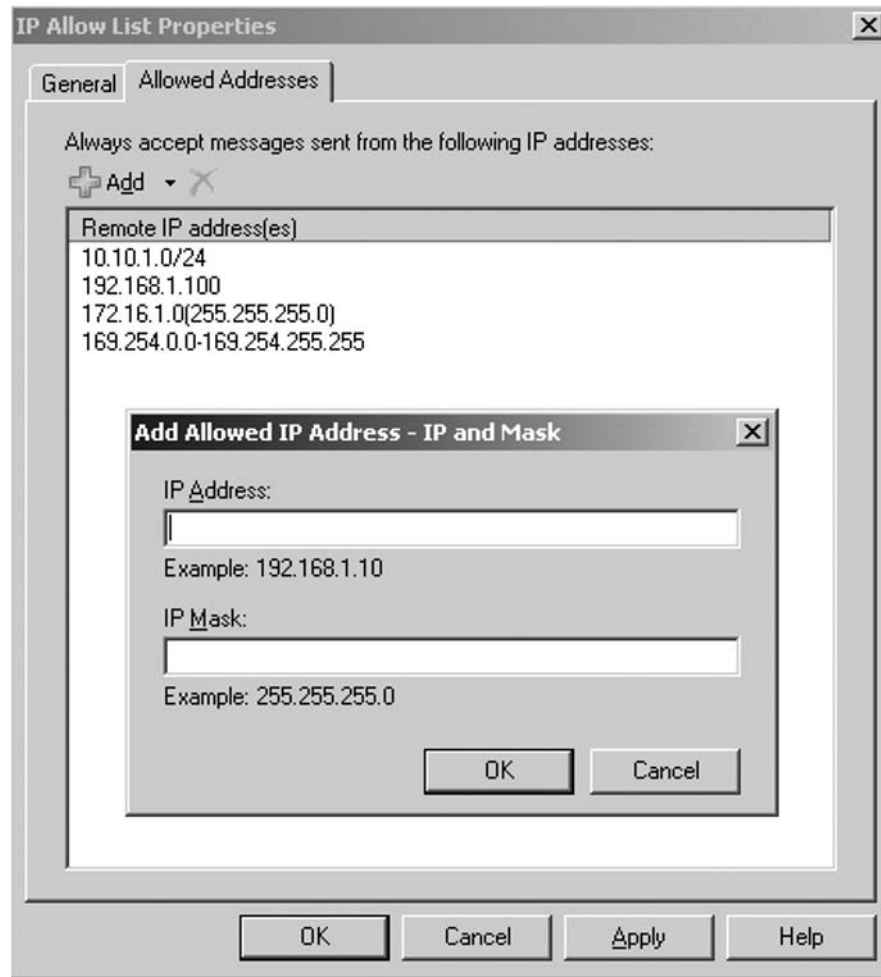 IP Allow List Properties
General Allowed Addresses
Always accept messages sent from the following IP addresses:
Add
Remote IP address(es)
10.10.1.0/24
192.168.1.100
172.16.1.0(255.255.255.0)
169.254.0.0-169.254.255.255
Add Allowed IP Address - IP and Mask
IP Address:
Example: 192.168.1.10
IP Mask:
Example: 255.255.255.0
OK Cancel
OK Cancel Apply Help